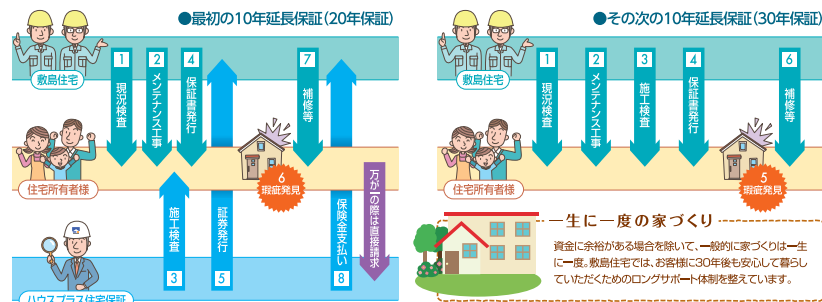 ●最初の10年延長保証(20年保証)
敷島住宅
1 現況検査
2 メンテナンス工事
4 保証書発行
7 補修等
住宅所有者様
6
瑕疵発見
万が一の際は直接請求
施工検査 3
証券発行 5
保険金支払い 8
ハウスプラス住宅保証
●その次の10年延長保証(30年保証)
敷島住宅
1 現況検査
2 メンテナンス工事
3 施工検査
4 保証書発行
6 補修等
住宅所有者様
5
瑕疵発見
一生に一度の家づくり
資金に余裕がある場合を除いて、一般的に家づくりは一生
に一度。敷島住宅では、お客様に30年後も安心して暮らし
ていただくためのロングサポート体制を整えています。